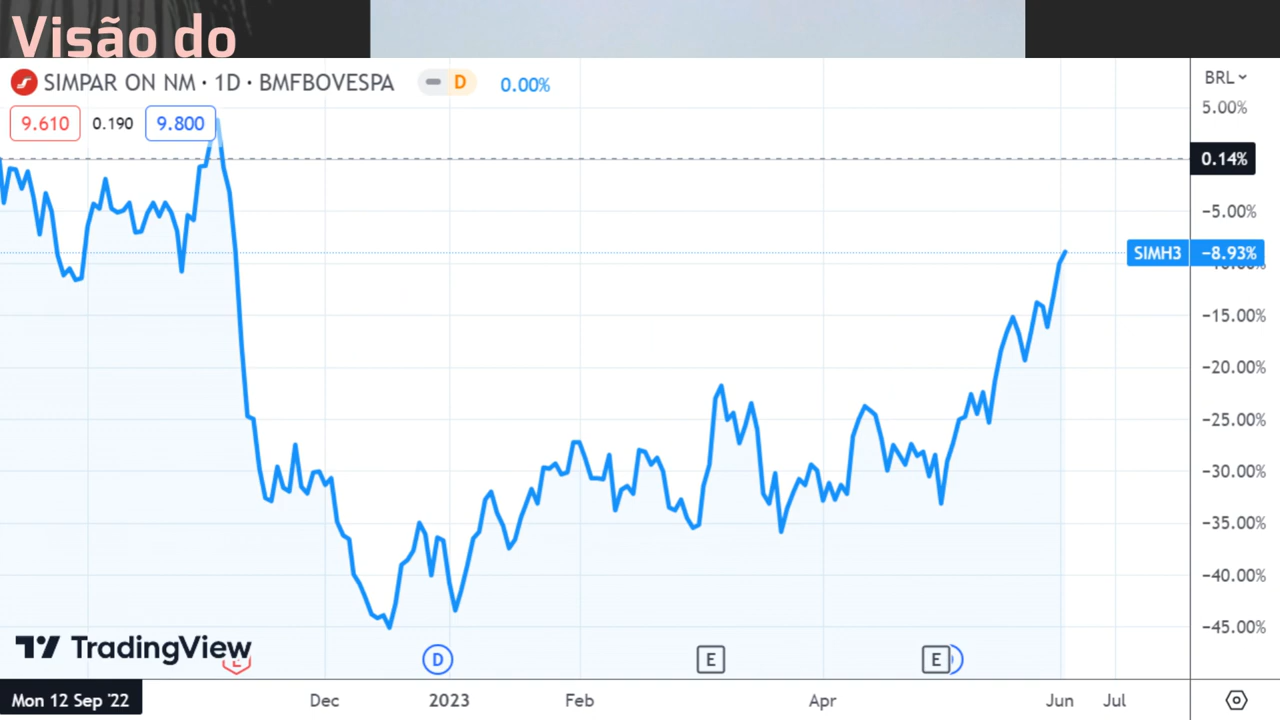 Visão do
SIMPAR ON NM · 1D · BMFBOVESPA
D
0.00%
BRL
9.610
0.190
9.800
5.00%
0.14%
−5.00%
SIMH3
−8.93%
−15.00%
−20.00%
−25.00%
−30.00%
−35.00%
−40.00%
−45.00%
TradingView
D
E
E
Mon 12 Sep '22
Dec
2023
Feb
Apr
Jun
Jul